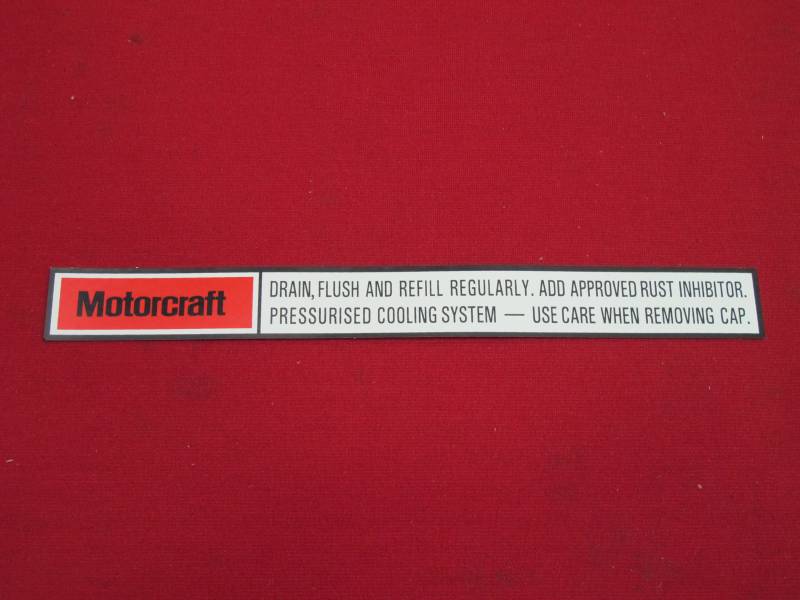 Motorcraft
DRAIN, FLUSH AND REFILL REGULARLY. ADD APPROVED RUST INHIBITOR.
PRESSURISED COOLING SYSTEM — USE CARE WHEN REMOVING CAP.